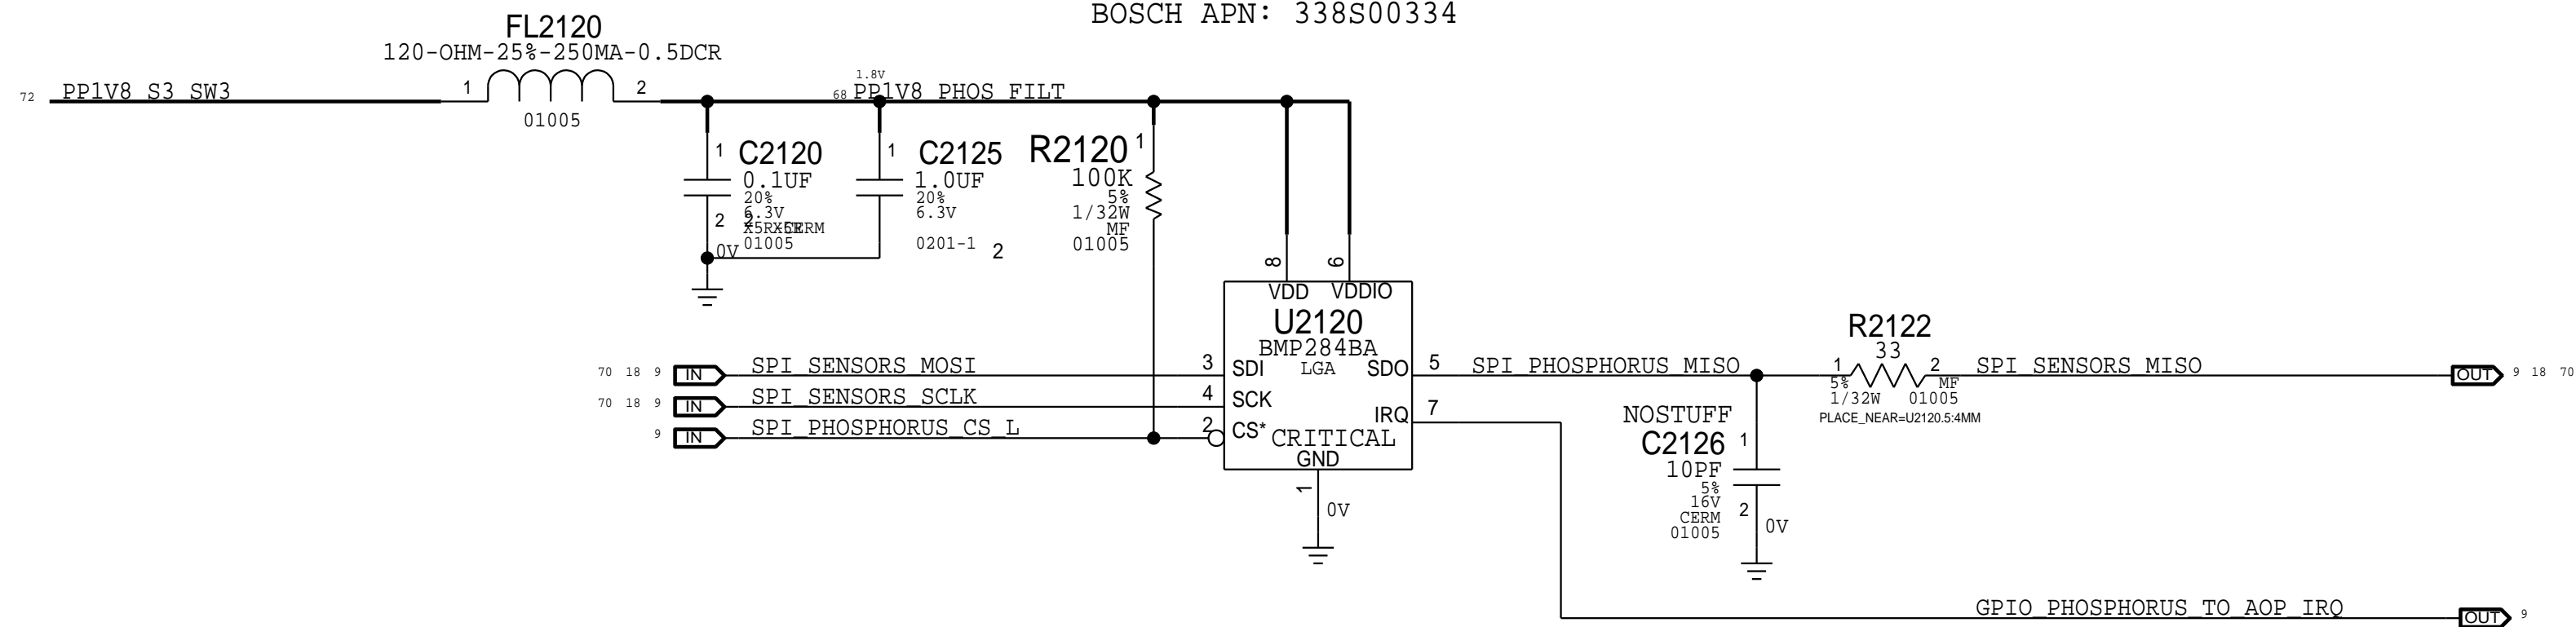 BOSCH APN: 338S00334
FL2120
120-OHM-25%-250MA-0.5DCR
72 PP1V8_S3_SW3 1 2
01005
1.8V
68 PP1V8_PHOS_FILT
1 C2120
0.1UF
20%
6.3V
2
01005
0V
1 C2125
1.0UF
20%
6.3V
0201-1
2
R2120 1
100K
5%
1/32W
MF
01005
2
8 6
VDD VDDIO
U2120
BMP284BA
LGA
70 18 9 IN SPI_SENSORS_MOSI 3 SDI
70 18 9 IN SPI_SENSORS_SCLK 4 SCK
9 IN SPI_PHOSPHORUS_CS_L 2 CS*
CRITICAL
GND
1
0V
SDO 5 SPI_PHOSPHORUS_MISO
IRQ 7
R2122
33
1 2
5% MF
1/32W 01005
PLACE_NEAR=U2120.5:4MM
SPI_SENSORS_MISO OUT 9 18 70
NOSTUFF
C2126 1
10PF
5%
16V
CERM
01005
2
0V
GPIO_PHOSPHORUS_TO_AOP_IRQ OUT 9